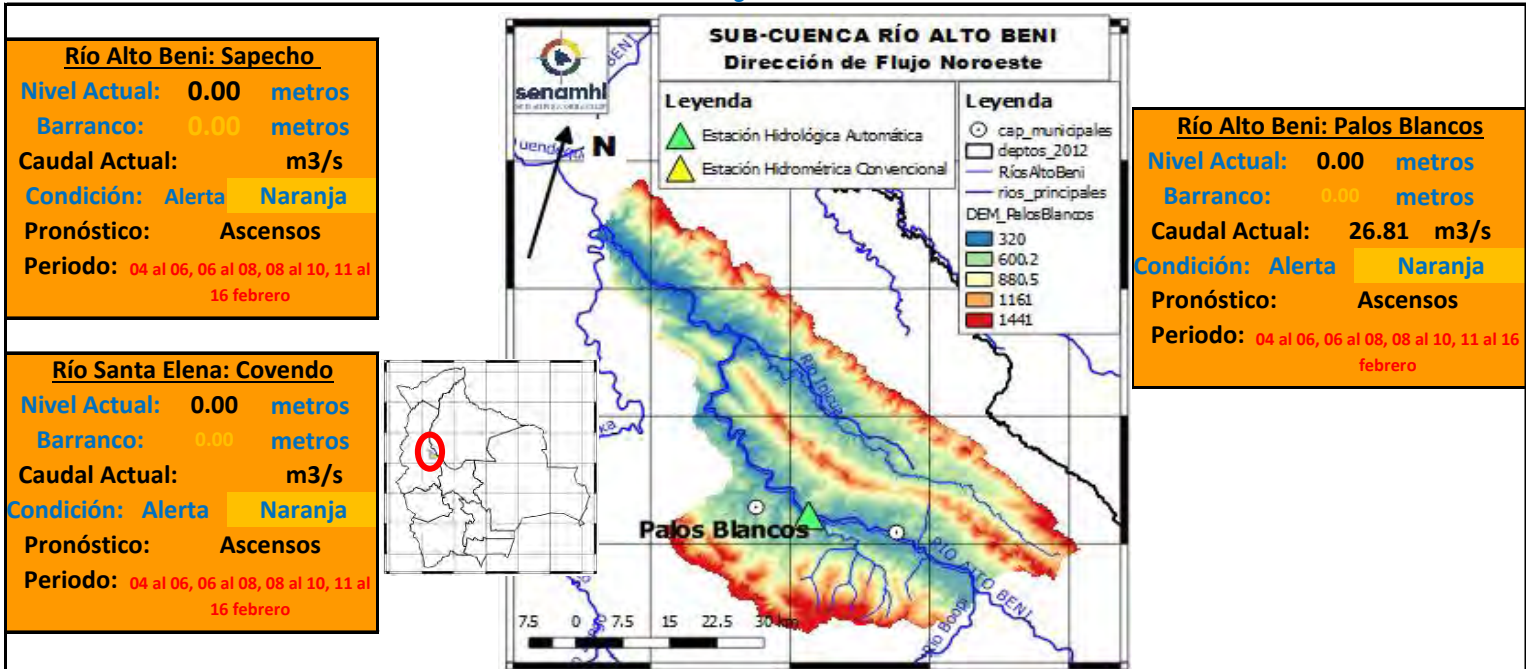 Río Alto Beni: Sapecho
Nivel Actual: 0.00 metros
Barranco: 0.00 metros
Caudal Actual: m3/s
Condición: Alerta Naranja
Pronóstico: Ascensos
Periodo: 04 al 06, 06 al 08, 08 al 10, 11 al
16 febrero
Río Santa Elena: Covendo
Nivel Actual: 0.00 metros
Barranco: 0.00 metros
Caudal Actual: m3/s
Condición: Alerta Naranja
Pronóstico: Ascensos
Periodo: 04 al 06, 06 al 08, 08 al 10, 11 al
16 febrero
SUB-CUENCA RÍO ALTO BENI
Dirección de Flujo Noroeste
senamhi
BENI
N
Leyenda
Estación Hidrológica Automática
Estación Hidrométrica Convencional
Leyenda
cap_municipales
deptos_2012
RíosAltoBeni
rios_principales
DEM_PalosBlancos
320
600.2
880.5
1161
1441
Río Inicua
ka
Palos Blancos
RÍO ALTO BENI
Río Boopi
7.5 0 7.5 15 22.5 30 km
Río Alto Beni: Palos Blancos
Nivel Actual: 0.00 metros
Barranco: 0.00 metros
Caudal Actual: 26.81 m3/s
Condición: Alerta Naranja
Pronóstico: Ascensos
Periodo: 04 al 06, 06 al 08, 08 al 10, 11 al 16
febrero